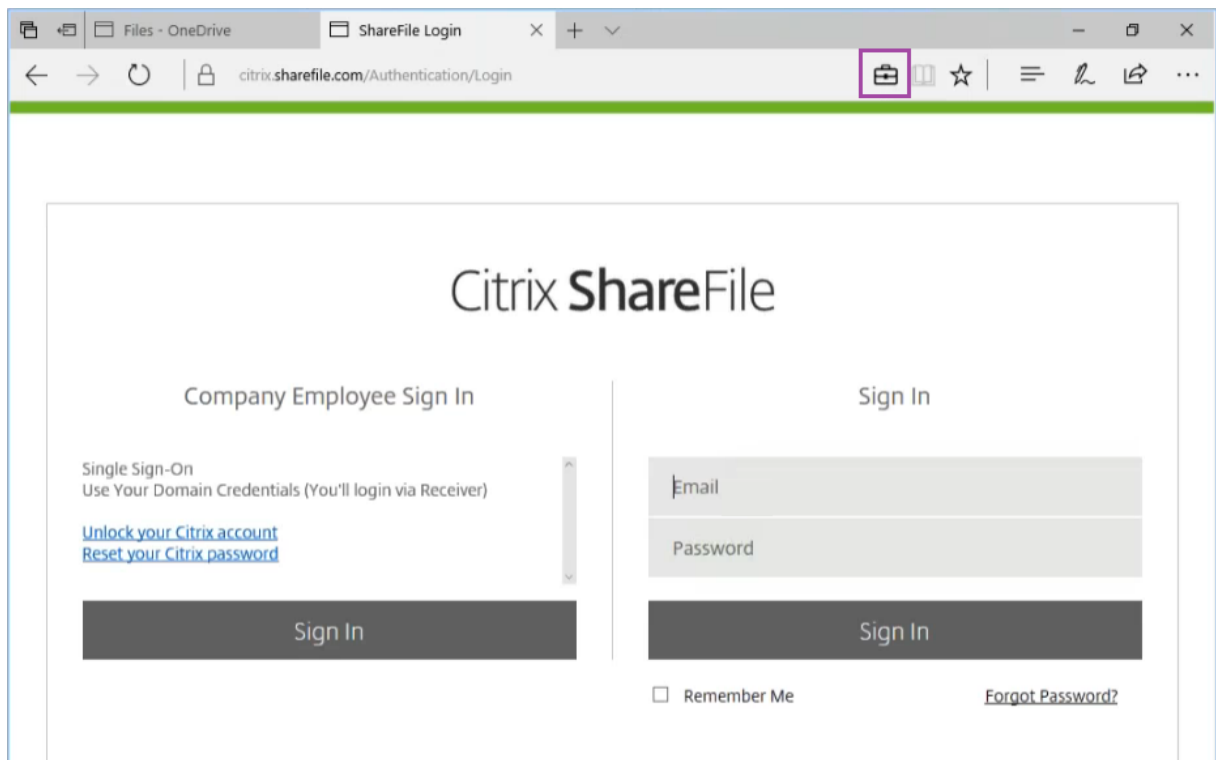 Files - OneDrive
ShareFile Login
citrix.sharefile.com/Authentication/Login
Citrix ShareFile
Company Employee Sign In
Single Sign-On
Use Your Domain Credentials (You'll login via Receiver)
Unlock your Citrix account
Reset your Citrix password
Sign In
Sign In
Email
Password
Sign In
Remember Me
Forgot Password?